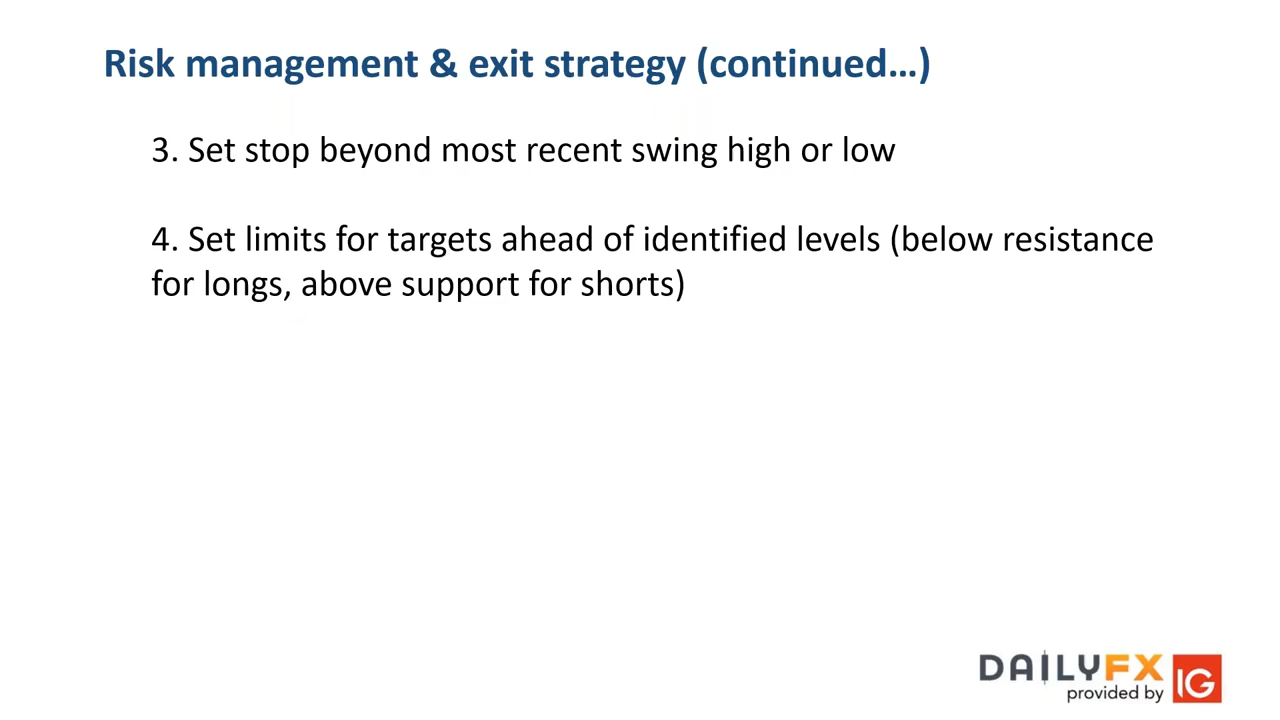 Risk management & exit strategy (continued…)
3. Set stop beyond most recent swing high or low
4. Set limits for targets ahead of identified levels (below resistance
for longs, above support for shorts)
DAILYFX
provided by IG